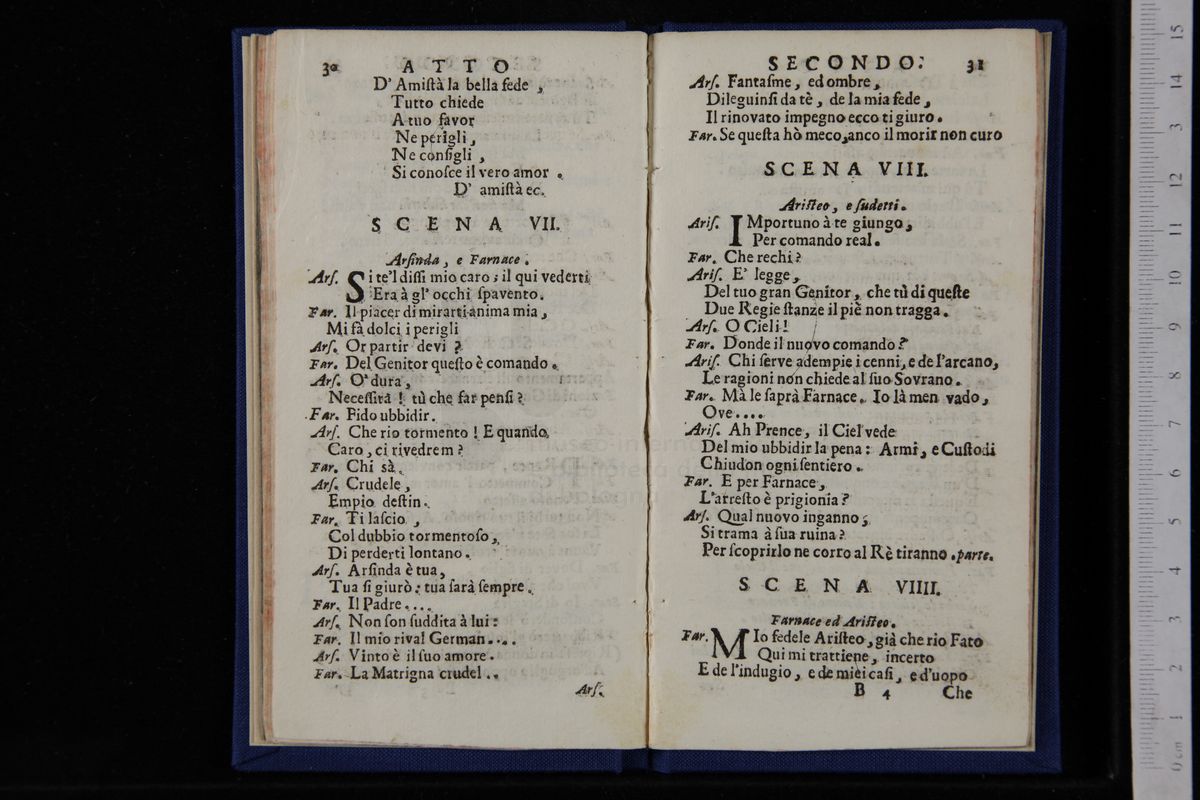 30 ATTO
D' Amiſtà la bella fede,
Tutto chiede
A tuo favor
Ne perigli,
Ne conſigli,
Si conoſce il vero amor.
D' amiſtà ec.
SCENA VII.
Arſinda, e Farnace.
Arſ. Si te'l diſſi mio caro; il qui vederti
Era à gl' occhi ſpavento.
Far. Il piacer di mirarti anima mia,
Mi fà dolci i perigli
Arſ. Or partir devi?
Far. Del Genitor queſto è comando.
Arſ. O' dura,
Neceſſità! tù che far penſi?
Far. Fido ubbidir.
Arſ. Che rio tormento! E quando,
Caro, ci rivedrem?
Far. Chi sà.
Arſ. Crudele,
Empio deſtin.
Far. Ti laſcio,
Col dubbio tormentoſo,
Di perderti lontano.
Arſ. Arſinda è tua,
Tua ſi giurò: tua ſarà ſempre.
Far. Il Padre....
Arſ. Non ſon ſuddita à lui:
Far. Il mio rival German....
Arſ. Vinto è il ſuo amore.
Far. La Matrigna crudel..
Arſ.
SECONDO. 31
Arſ. Fantaſme, ed ombre,
Dileguinſi da tè, de la mia fede,
Il rinovato impegno ecco ti giuro.
Far. Se queſta hò meco, anco il morir non curo
SCENA VIII.
Ariſteo, e ſudetti.
Ariſ. IMportuno à te giungo,
Per comando real.
Far. Che rechi?
Ariſ. E' legge,
Del tuo gran Genitor, che tù di queſte
Due Regie ſtanze il piè non tragga.
Arſ. O Cieli!
Far. Donde il nuovo comando?
Ariſ. Chi ſerve adempie i cenni, e de l'arcano,
Le ragioni non chiede al ſuo Sovrano.
Far. Mà le ſaprà Farnace. Io là men vado,
Ove....
Ariſ. Ah Prence, il Ciel vede
Del mio ubbidir la pena: Armi, e Cuſtodi
Chiudon ogni ſentiero.
Far. E per Farnace,
L'arreſto è prigionia?
Arſ. Qual nuovo inganno;
Si trama à ſua ruina?
Per ſcoprirlo ne corro al Rè tiranno. parte.
SCENA VIIII.
Farnace ed Ariſteo.
Far. MIo fedele Ariſteo, già che rio Fato
Qui mi trattiene, incerto
E de l'indugio, e de miei caſi, e d'uopo
B 4 Che